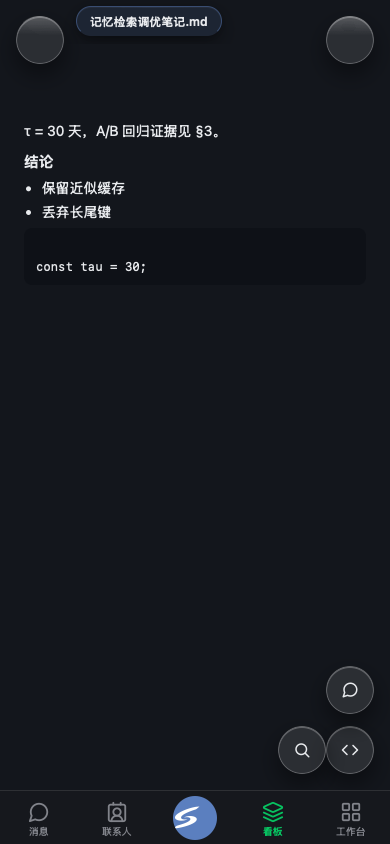 记忆检索调优笔记.md
τ = 30 天，A/B 回归证据见 §3。
结论
保留近似缓存
丢弃长尾键
const tau = 30;
消息
联系人
看板
工作台